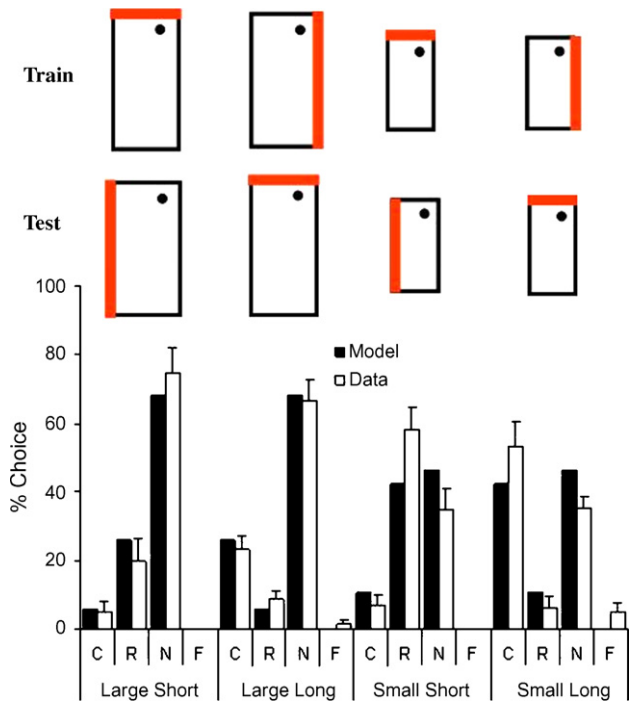 Train
Test
100
80
60
40
20
0
% Choice
Model
Data
C R N F C R N F C R N F C R N F
Large Short Large Long Small Short Small Long